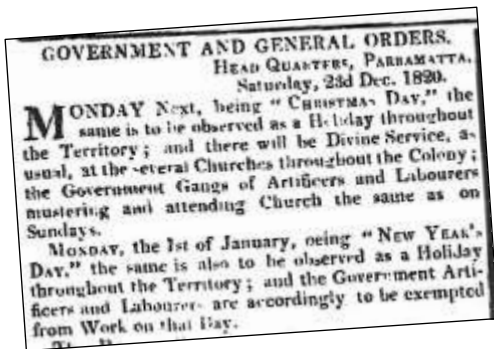 GOVERNMENT AND GENERAL ORDERS.
HEAD QUARTERS, PARRAMATTA,
Saturday, 23d Dec. 1820.
MONDAY Next, being "CHRISTMAS DAY," the
same is to be observed as a Holiday throughout
the Territory; and there will be Divine Service, as
usual, at the several Churches throughout the Colony;
the Government Gangs of Artificers and Labourers
mustering and attending Church the same as on
Sundays.
MONDAY, the 1st of January, being "NEW YEAR'S
DAY," the same is also to be observed as a Holiday
throughout the Territory; and the Government Arti-
ficers and Labourers are accordingly to be exempted
from Work on that Day.